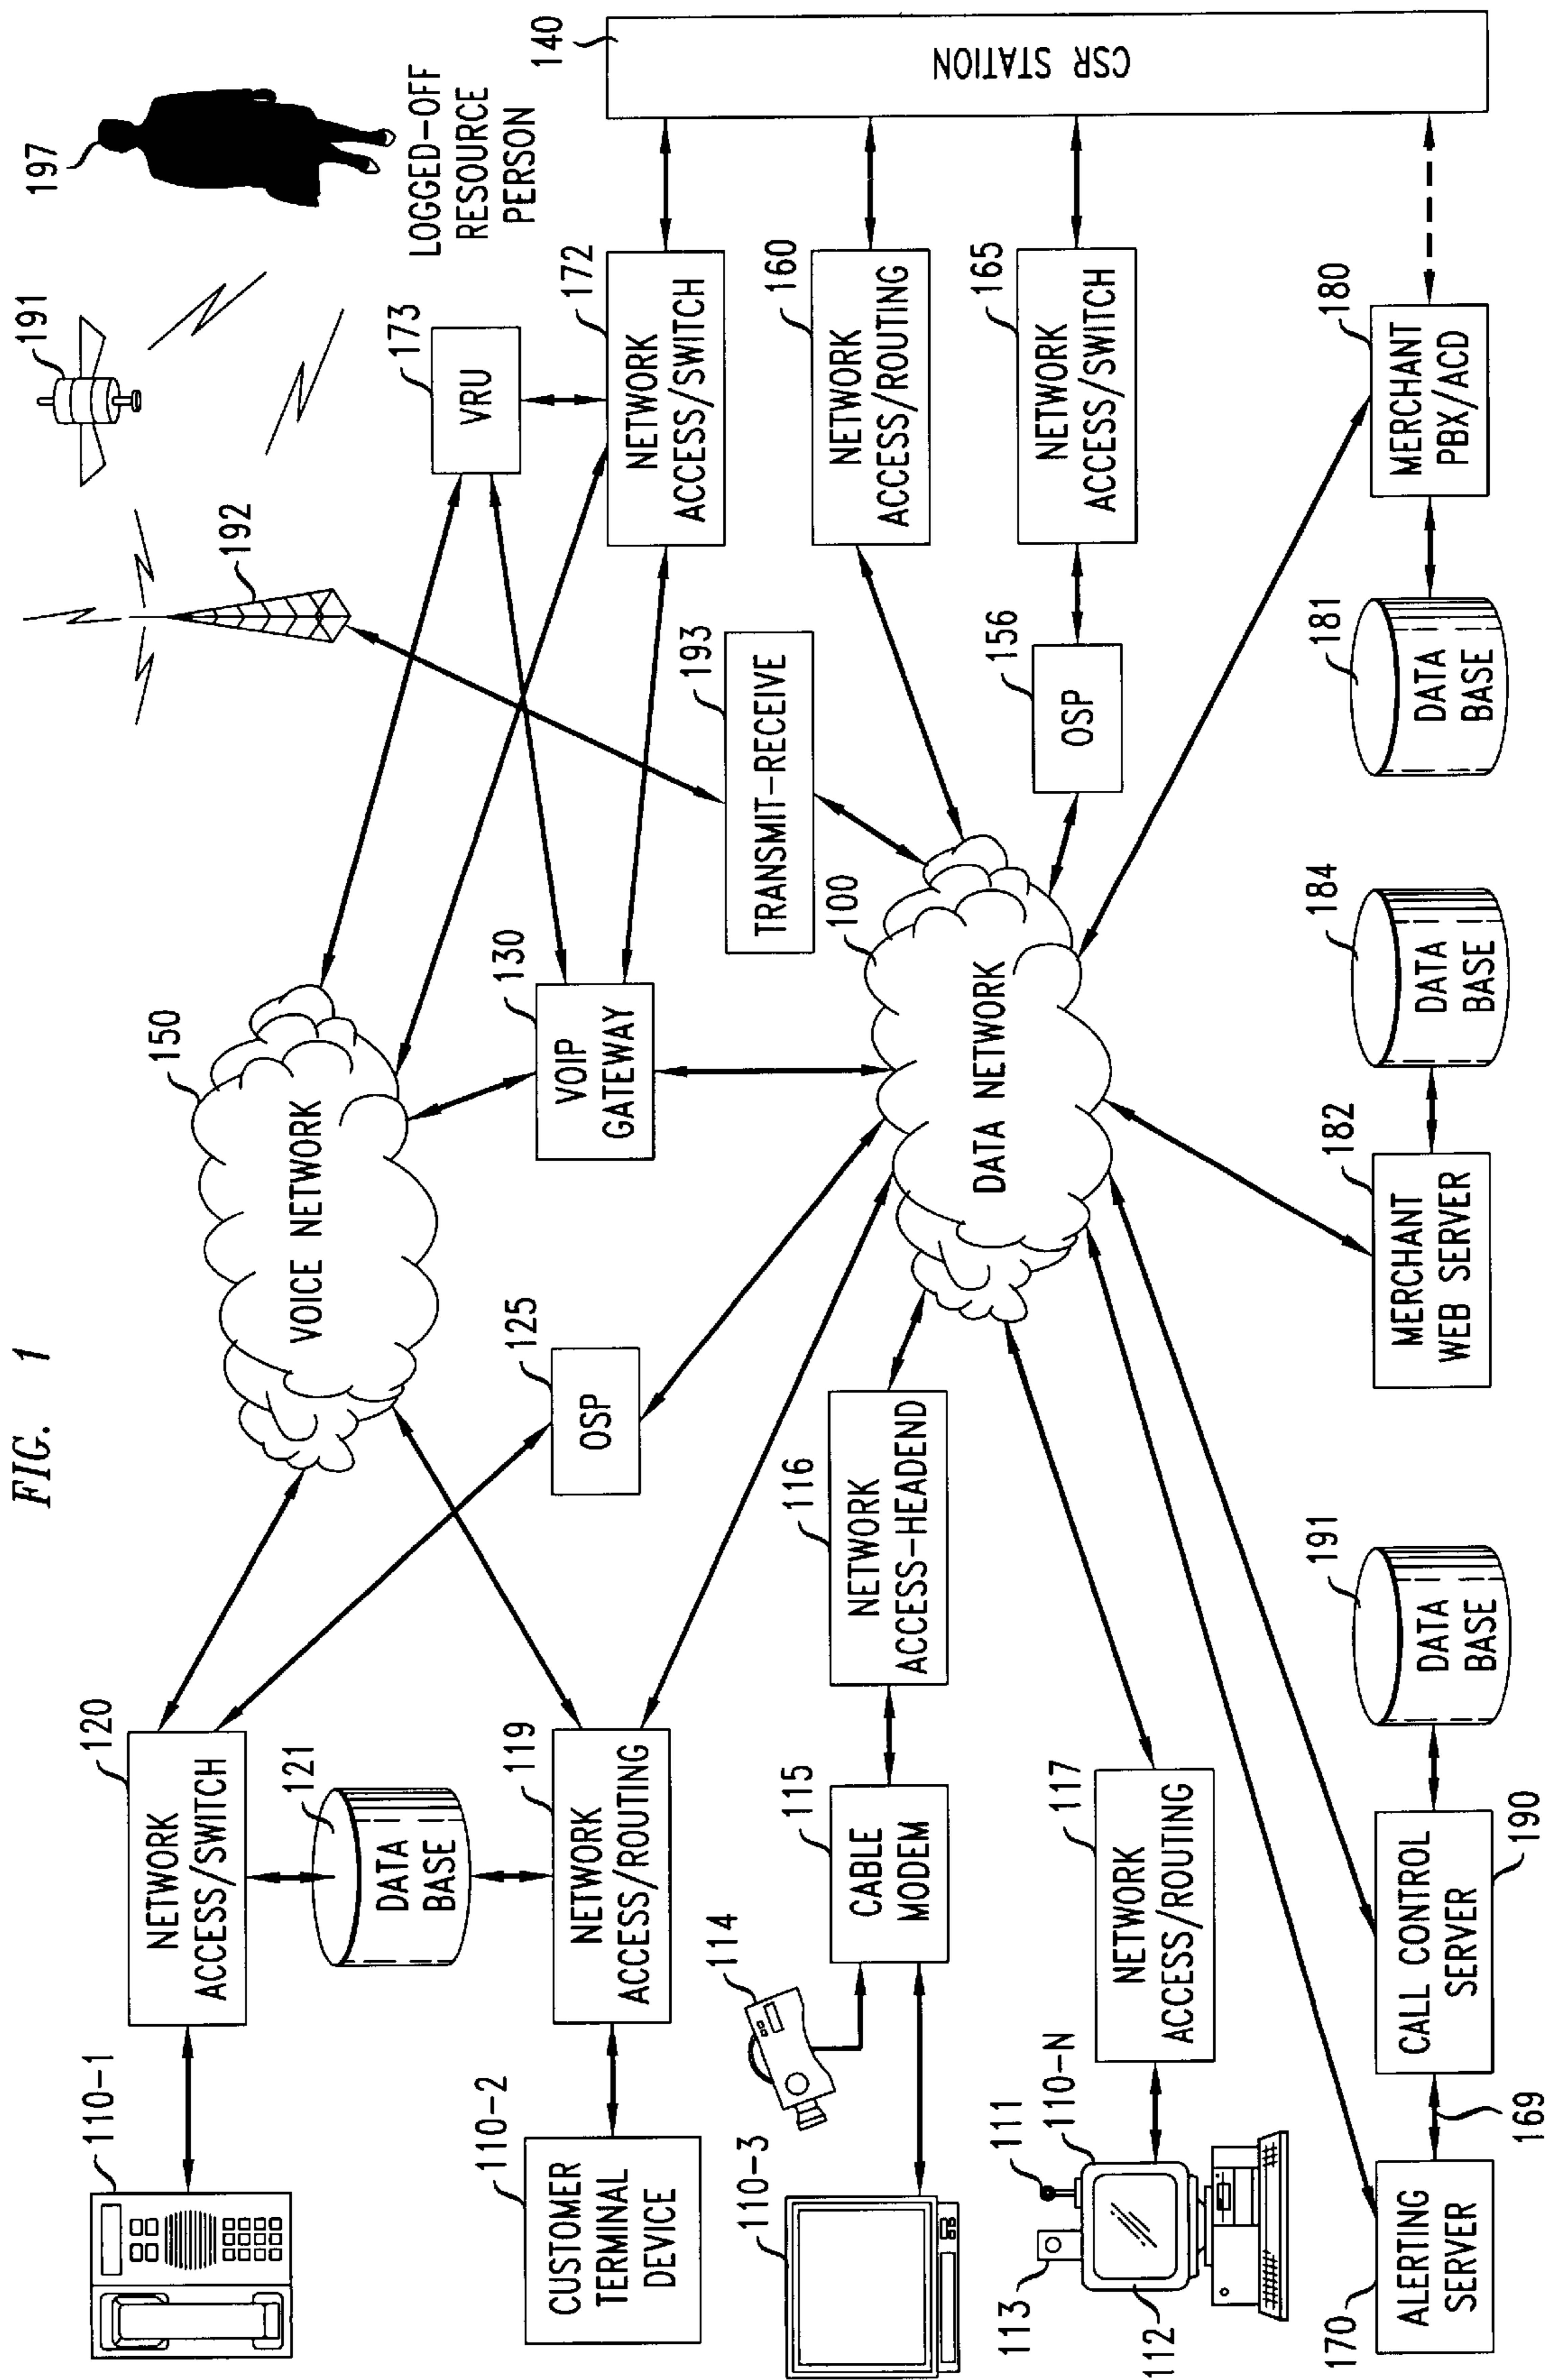 FIG. 1
110-1
120
NETWORK
ACCESS/SWITCH
121
DATA
BASE
119
NETWORK
ACCESS/ROUTING
110-2
CUSTOMER
TERMINAL
DEVICE
150
VOICE NETWORK
125
OSP
130
VOIP
GATEWAY
192
191
197
LOGGED-OFF
RESOURCE
PERSON
173
VRU
172
NETWORK
ACCESS/SWITCH
140
CSR STATION
193
TRANSMIT-RECEIVE
160
NETWORK
ACCESS/ROUTING
100
DATA NETWORK
156
OSP
165
NETWORK
ACCESS/SWITCH
114
110-3
115
CABLE
MODEM
116
NETWORK
ACCESS-HEADEND
117
NETWORK
ACCESS/ROUTING
111
110-N
113
112
170
ALERTING
SERVER
169
CALL CONTROL
SERVER
190
191
DATA
BASE
182
MERCHANT
WEB SERVER
184
DATA
BASE
181
DATA
BASE
180
MERCHANT
PBX/ACD